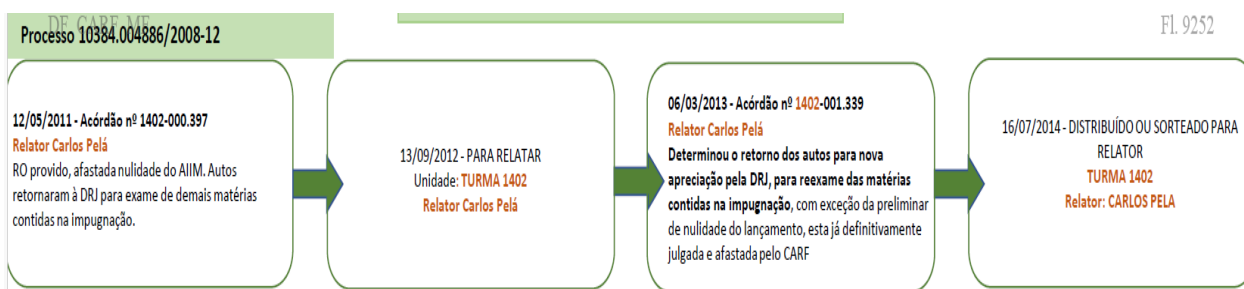 DF CARF MF
Fl. 9252
Processo 10384.004886/2008-12
12/05/2011 - Acórdão nº 1402-000.397
Relator Carlos Pelá
RO provido, afastada nulidade do AIIM. Autos
retornaram à DRJ para exame de demais matérias
contidas na impugnação.
13/09/2012 - PARA RELATAR
Unidade: TURMA 1402
Relator Carlos Pelá
06/03/2013 - Acórdão nº 1402-001.339
Relator Carlos Pelá
Determinou o retorno dos autos para nova
apreciação pela DRJ, para reexame das matérias
contidas na impugnação, com exceção da preliminar
de nulidade do lançamento, esta já definitivamente
julgada e afastada pelo CARF
16/07/2014 - DISTRIBUÍDO OU SORTEADO PARA
RELATOR
TURMA 1402
Relator: CARLOS PELA